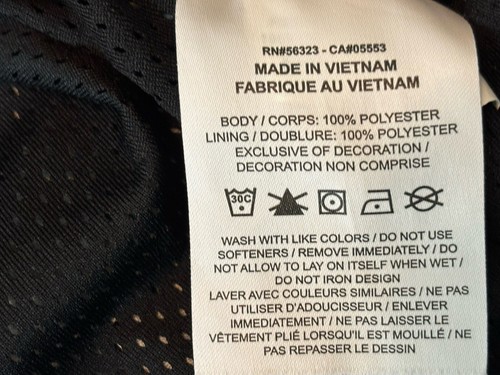 RN#56323 - CA#05553
MADE IN VIETNAM
FABRIQUE AU VIETNAM
BODY / CORPS: 100% POLYESTER
LINING / DOUBLURE: 100% POLYESTER
EXCLUSIVE OF DECORATION /
DECORATION NON COMPRISE
30C
WASH WITH LIKE COLORS / DO NOT USE
SOFTENERS / REMOVE IMMEDIATELY / DO
NOT ALLOW TO LAY ON ITSELF WHEN WET /
DO NOT IRON DESIGN
LAVER AVEC COULEURS SIMILAIRES / NE PAS
UTILISER D'ADOUCISSEUR / ENLEVER
IMMEDIATEMENT / NE PAS LAISSER LE
VÊTEMENT PLIÉ LORSQU'IL EST MOUILLÉ / NE
PAS REPASSER LE DESSIN